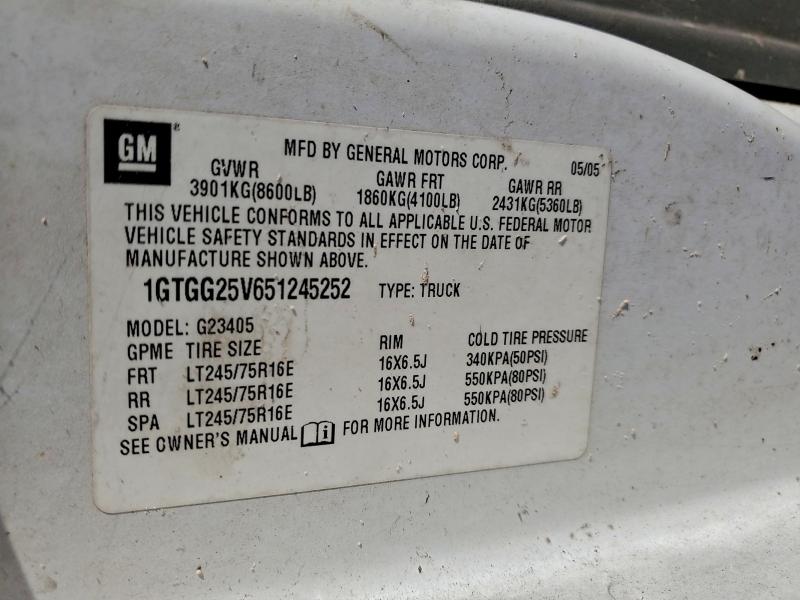 GM
MFD BY GENERAL MOTORS CORP. 05/05
GVWR GAWR FRT GAWR RR
3901KG(8600LB) 1860KG(4100LB) 2431KG(5360LB)
THIS VEHICLE CONFORMS TO ALL APPLICABLE U.S. FEDERAL MOTOR
VEHICLE SAFETY STANDARDS IN EFFECT ON THE DATE OF
MANUFACTURE SHOWN ABOVE.
1GTGG25V651245252 TYPE: TRUCK
MODEL: G23405
GPME TIRE SIZE RIM COLD TIRE PRESSURE
FRT LT245/75R16E 16X6.5J 340KPA(50PSI)
RR LT245/75R16E 16X6.5J 550KPA(80PSI)
SPA LT245/75R16E 16X6.5J 550KPA(80PSI)
SEE OWNER'S MANUAL FOR MORE INFORMATION.